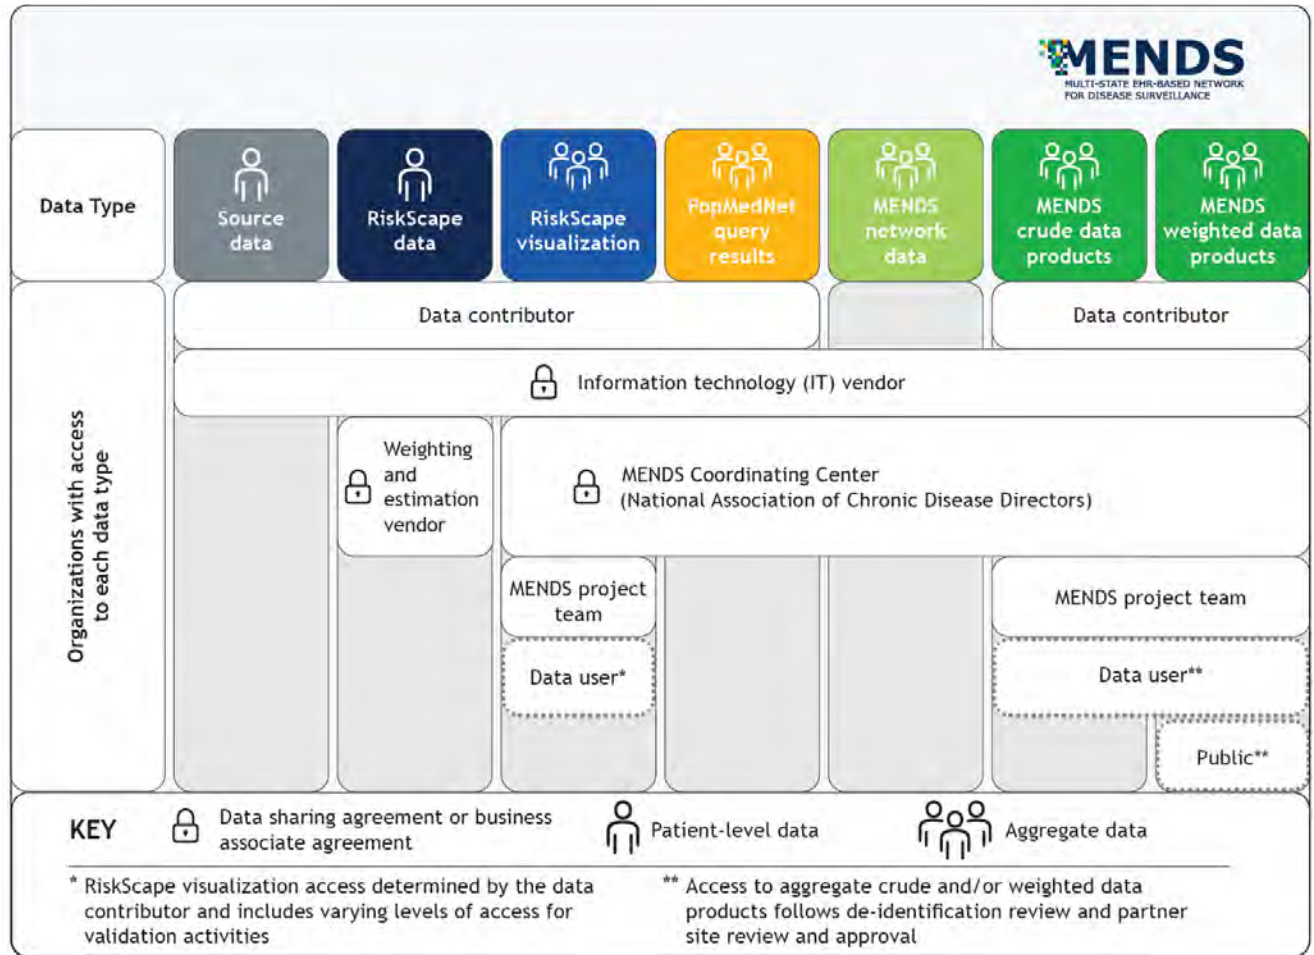 MENDS
MULTI-STATE EHR-BASED NETWORK
FOR DISEASE SURVEILLANCE
Data Type
Source
data
RiskScape
data
RiskScape
visualization
PopMedNet
query
results
MENDS
network
data
MENDS
crude data
products
MENDS
weighted data
products
Organizations with access
to each data type
Data contributor
Data contributor
Information technology (IT) vendor
Weighting
and
estimation
vendor
MENDS Coordinating Center
(National Association of Chronic Disease Directors)
MENDS project
team
MENDS project team
Data user*
Data user**
Public**
KEY
Data sharing agreement or business
associate agreement
Patient-level data
Aggregate data
* RiskScape visualization access determined by the data
contributor and includes varying levels of access for
validation activities
** Access to aggregate crude and/or weighted data
products follows de-identification review and partner
site review and approval